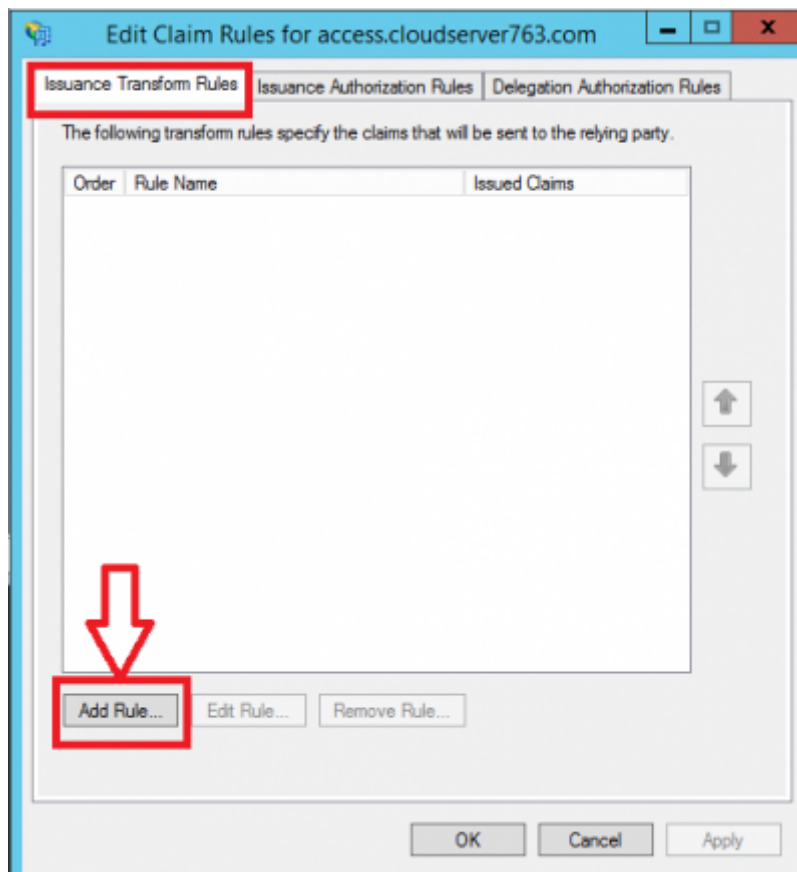 Edit Claim Rules for access.cloudserver763.com
Issuance Transform Rules Issuance Authorization Rules Delegation Authorization Rules
The following transform rules specify the claims that will be sent to the relying party.
Order Rule Name Issued Claims
Add Rule... Edit Rule... Remove Rule...
OK Cancel Apply